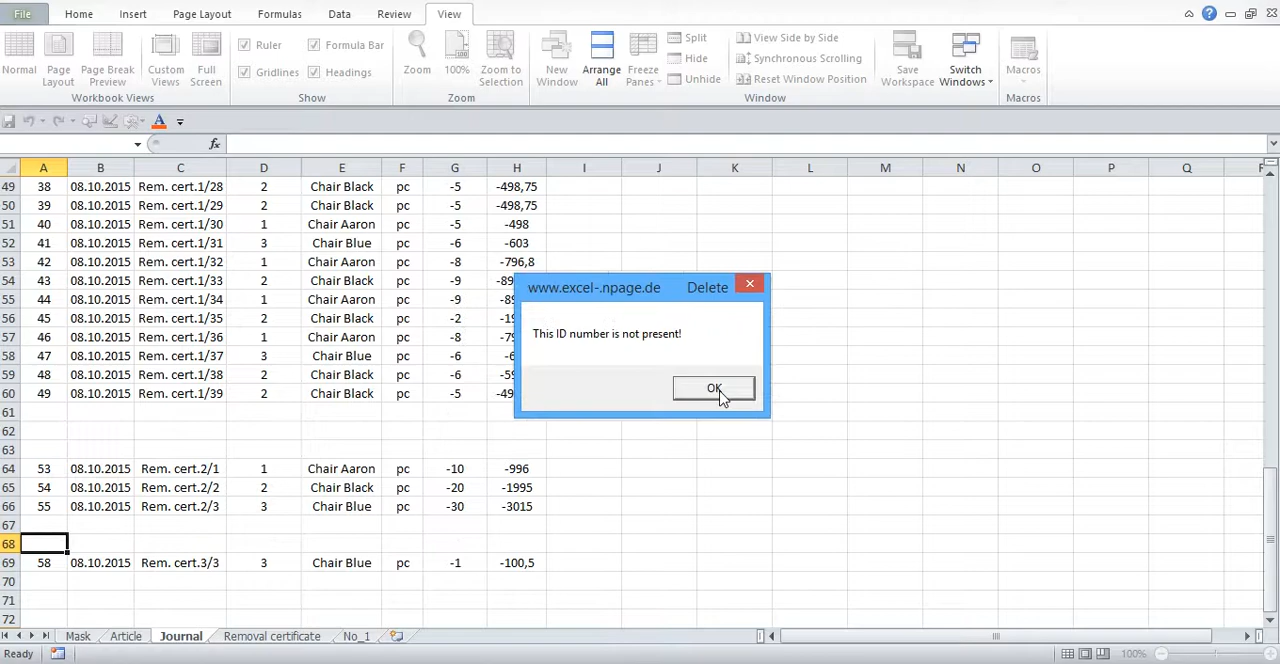 File Home Insert Page Layout Formulas Data Review View
Normal Page Layout Page Break Preview Custom Views Full Screen
Workbook Views
Ruler Formula Bar
Gridlines Headings
Show
Zoom 100% Zoom to Selection
Zoom
New Window Arrange All Freeze Panes
Split
Hide
Unhide
View Side by Side
Synchronous Scrolling
Reset Window Position
Save Workspace Switch Windows
Window
Macros
Macros
fx
A B C D E F G H I J K L M N O P Q
49 38 08.10.2015 Rem. cert.1/28 2 Chair Black pc -5 -498,75
50 39 08.10.2015 Rem. cert.1/29 2 Chair Black pc -5 -498,75
51 40 08.10.2015 Rem. cert.1/30 1 Chair Aaron pc -5 -498
52 41 08.10.2015 Rem. cert.1/31 3 Chair Blue pc -6 -603
53 42 08.10.2015 Rem. cert.1/32 1 Chair Aaron pc -8 -796,8
54 43 08.10.2015 Rem. cert.1/33 2 Chair Black pc -9
55 44 08.10.2015 Rem. cert.1/34 1 Chair Aaron pc -9
56 45 08.10.2015 Rem. cert.1/35 2 Chair Black pc -2
57 46 08.10.2015 Rem. cert.1/36 1 Chair Aaron pc -8
58 47 08.10.2015 Rem. cert.1/37 3 Chair Blue pc -6
59 48 08.10.2015 Rem. cert.1/38 2 Chair Black pc -6
60 49 08.10.2015 Rem. cert.1/39 2 Chair Black pc -5
61
62
63
64 53 08.10.2015 Rem. cert.2/1 1 Chair Aaron pc -10 -996
65 54 08.10.2015 Rem. cert.2/2 2 Chair Black pc -20 -1995
66 55 08.10.2015 Rem. cert.2/3 3 Chair Blue pc -30 -3015
67
68
69 58 08.10.2015 Rem. cert.3/3 3 Chair Blue pc -1 -100,5
70
71
72
www.excel-.npage.de Delete
This ID number is not present!
OK
Mask Article Journal Removal certificate No_1
Ready 100%